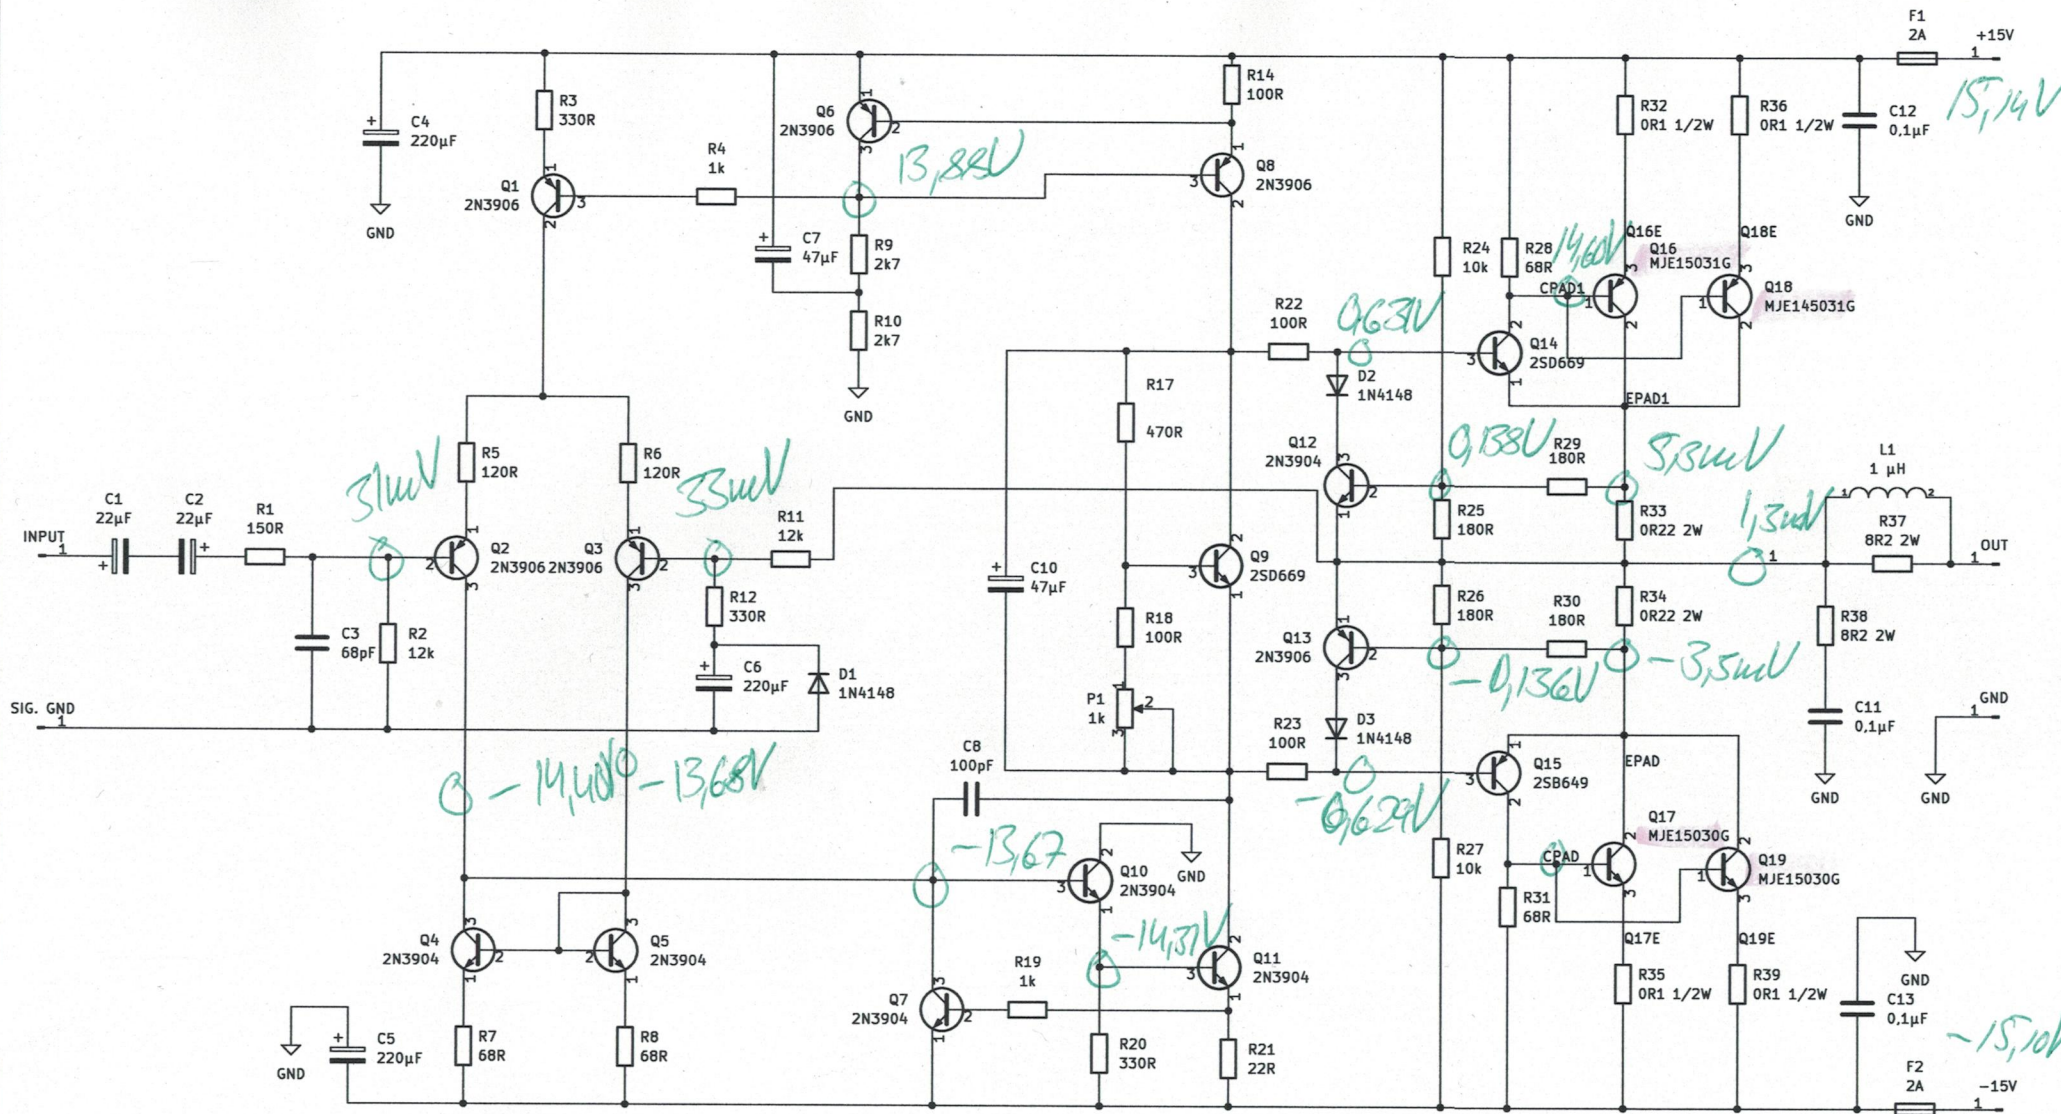 F1
2A
+15V
1
15,14V
R3
330R
C4
220µF
GND
Q1
2N3906
R4
1k
Q6
2N3906
13,88V
C7
47µF
R9
2k7
R10
2k7
GND
R14
100R
Q8
2N3906
R24
10k
R28
68R
14,60V
CPAD1
R32
0R1 1/2W
R36
0R1 1/2W
C12
0,1µF
GND
Q16E
Q16
MJE15031G
Q18E
Q18
MJE145031G
R22
100R
0,631V
Q14
2SD669
D2
1N4148
EPAD1
R17
470R
Q12
2N3904
0,138V
R29
180R
5,3mV
R25
180R
R33
0R22 2W
1,3mV
L1
1 µH
R37
8R2 2W
OUT
1
INPUT
1
C1
22µF
C2
22µF
R1
150R
31mV
R5
120R
R6
120R
33mV
Q2
2N3906
Q3
2N3906
R11
12k
R12
330R
C3
68pF
R2
12k
C6
220µF
D1
1N4148
SIG. GND
1
C10
47µF
Q9
2SD669
R18
100R
P1
1k
R26
180R
R30
180R
R34
0R22 2W
Q13
2N3906
-0,136V
-3,5mV
R38
8R2 2W
C11
0,1µF
GND
GND
1
GND
D3
1N4148
R23
100R
-0,629V
Q15
2SB649
EPAD
-14,40V
-13,68V
C8
100pF
-13,67
Q10
2N3904
GND
R27
10k
CPAD
R31
68R
Q17
MJE15030G
Q19
MJE15030G
Q17E
Q19E
R35
0R1 1/2W
R39
0R1 1/2W
GND
C13
0,1µF
-15,10V
F2
2A
-15V
1
Q4
2N3904
Q5
2N3904
-14,31V
Q11
2N3904
R19
1k
Q7
2N3904
R20
330R
R21
22R
R7
68R
R8
68R
C5
220µF
GND